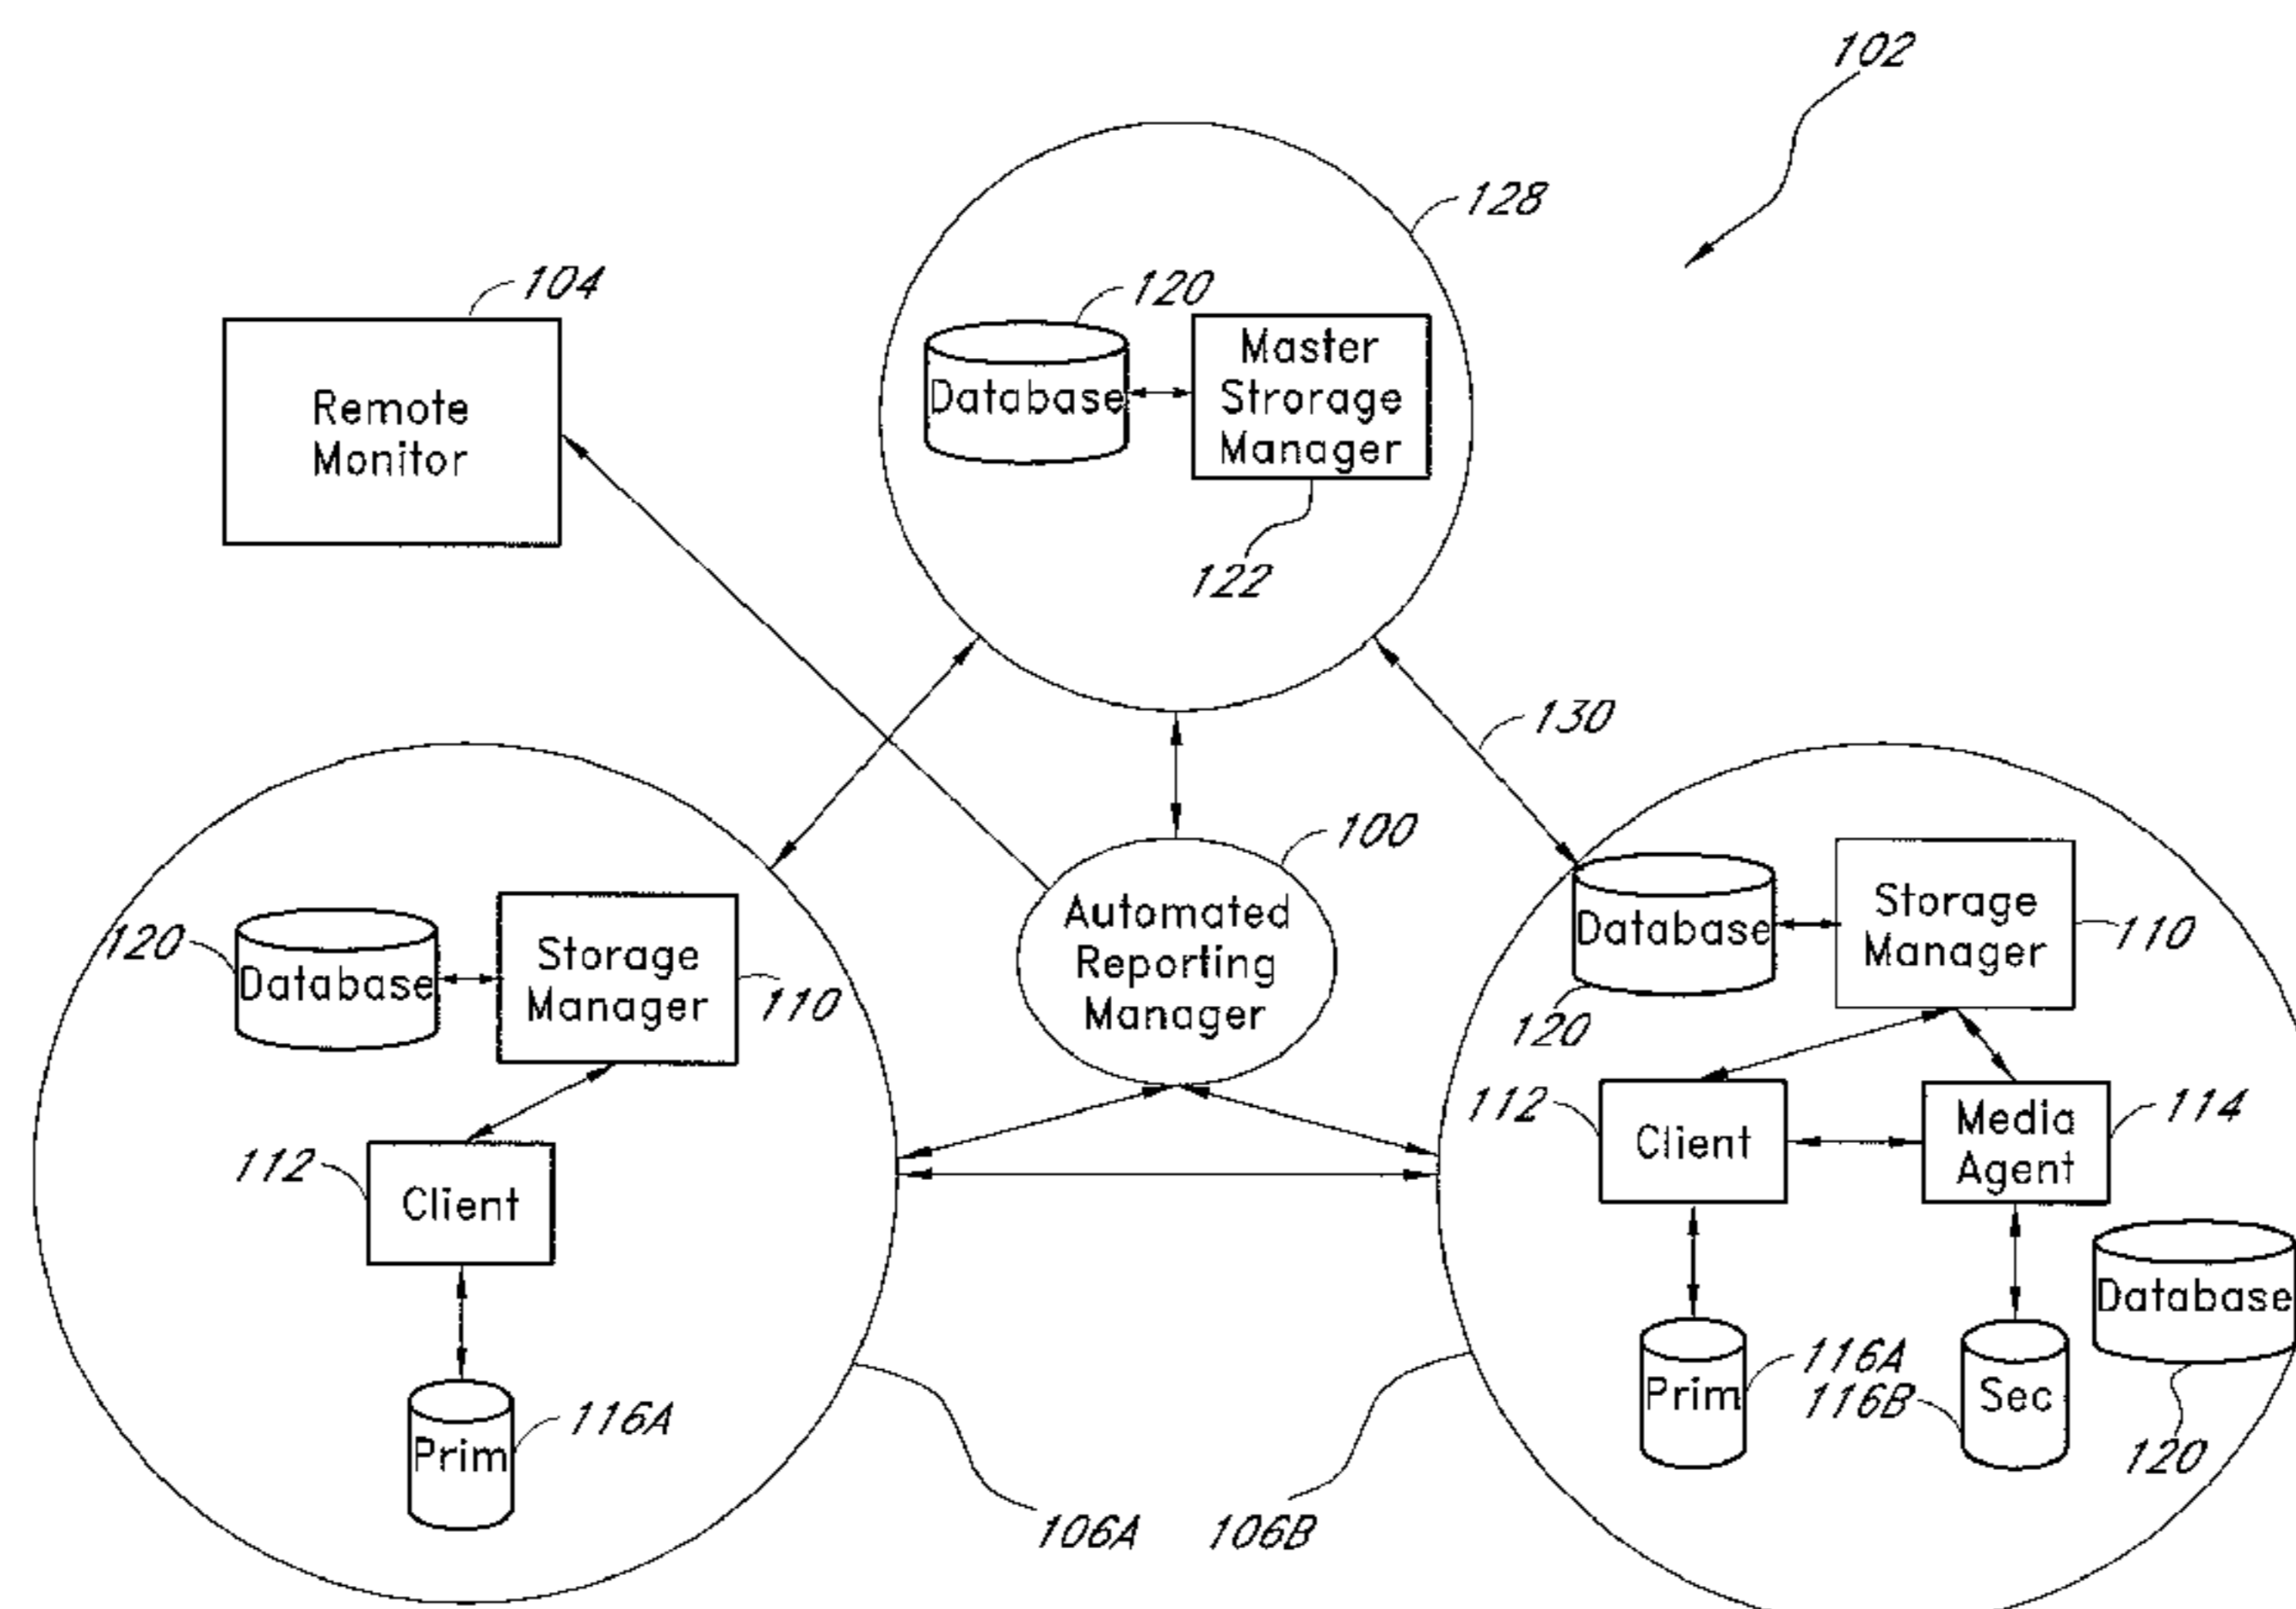 102
128
104
120
Remote
Monitor
Database
Master
Strorage
Manager
122
130
100
Automated
Reporting
Manager
120
Database
Storage
Manager
110
112
Client
Prim
116A
106A
Database
120
Storage
Manager
110
112
Client
Media
Agent
114
Prim
116A
116B
Sec
Database
120
106B